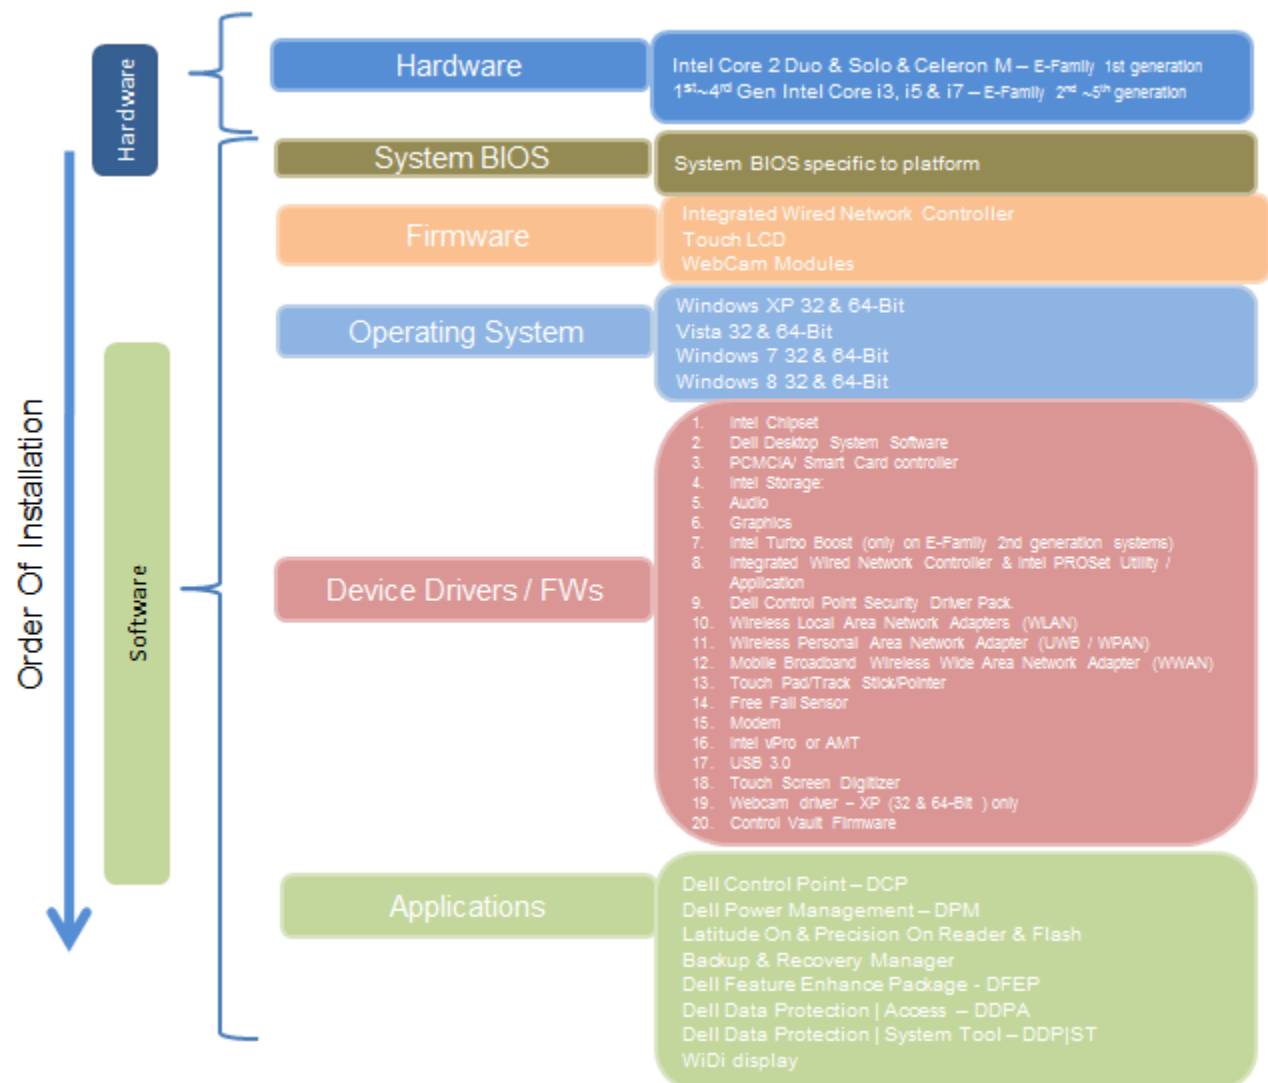 Order Of Installation
Hardware
Software
Hardware
Intel Core 2 Duo & Solo & Celeron M – E-Family 1st generation
1st~4rd Gen Intel Core i3, i5 & i7 – E-Family 2nd ~5th generation
System BIOS
System BIOS specific to platform
Firmware
Integrated Wired Network Controller
Touch LCD
WebCam Modules
Operating System
Windows XP 32 & 64-Bit
Vista 32 & 64-Bit
Windows 7 32 & 64-Bit
Windows 8 32 & 64-Bit
Device Drivers / FWs
1. Intel Chipset
2. Dell Desktop System Software
3. PCMCIA/ Smart Card controller
4. Intel Storage:
5. Audio
6. Graphics
7. Intel Turbo Boost (only on E-Family 2nd generation systems)
8. Integrated Wired Network Controller & Intel PROSet Utility /
Application
9. Dell Control Point Security Driver Pack.
10. Wireless Local Area Network Adapters (WLAN)
11. Wireless Personal Area Network Adapter (UWB / WPAN)
12. Mobile Broadband Wireless Wide Area Network Adapter (WWAN)
13. Touch Pad/Track Stick/Pointer
14. Free Fall Sensor
15. Modem
16. Intel vPro or AMT
17. USB 3.0
18. Touch Screen Digitizer
19. Webcam driver – XP (32 & 64-Bit ) only
20. Control Vault Firmware
Applications
Dell Control Point – DCP
Dell Power Management – DPM
Latitude On & Precision On Reader & Flash
Backup & Recovery Manager
Dell Feature Enhance Package - DFEP
Dell Data Protection | Access – DDPA
Dell Data Protection | System Tool – DDP|ST
WiDi display